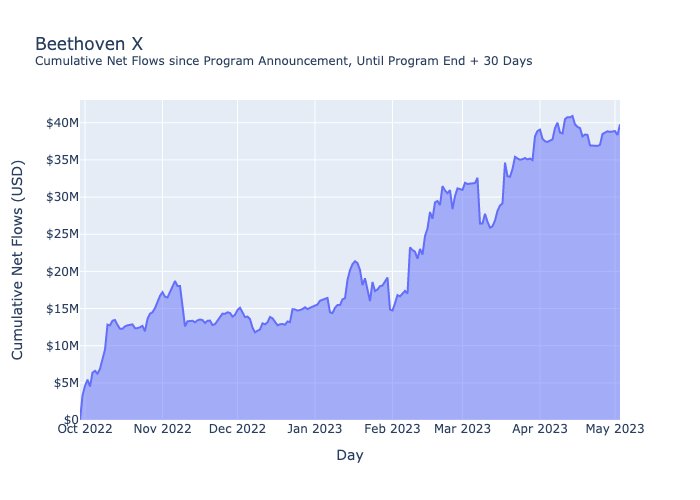 Beethoven X
Cumulative Net Flows since Program Announcement, Until Program End + 30 Days
Cumulative Net Flows (USD)
$40M
$35M
$30M
$25M
$20M
$15M
$10M
$5M
$0
Oct 2022 Nov 2022 Dec 2022 Jan 2023 Feb 2023 Mar 2023 Apr 2023 May 2023
Day